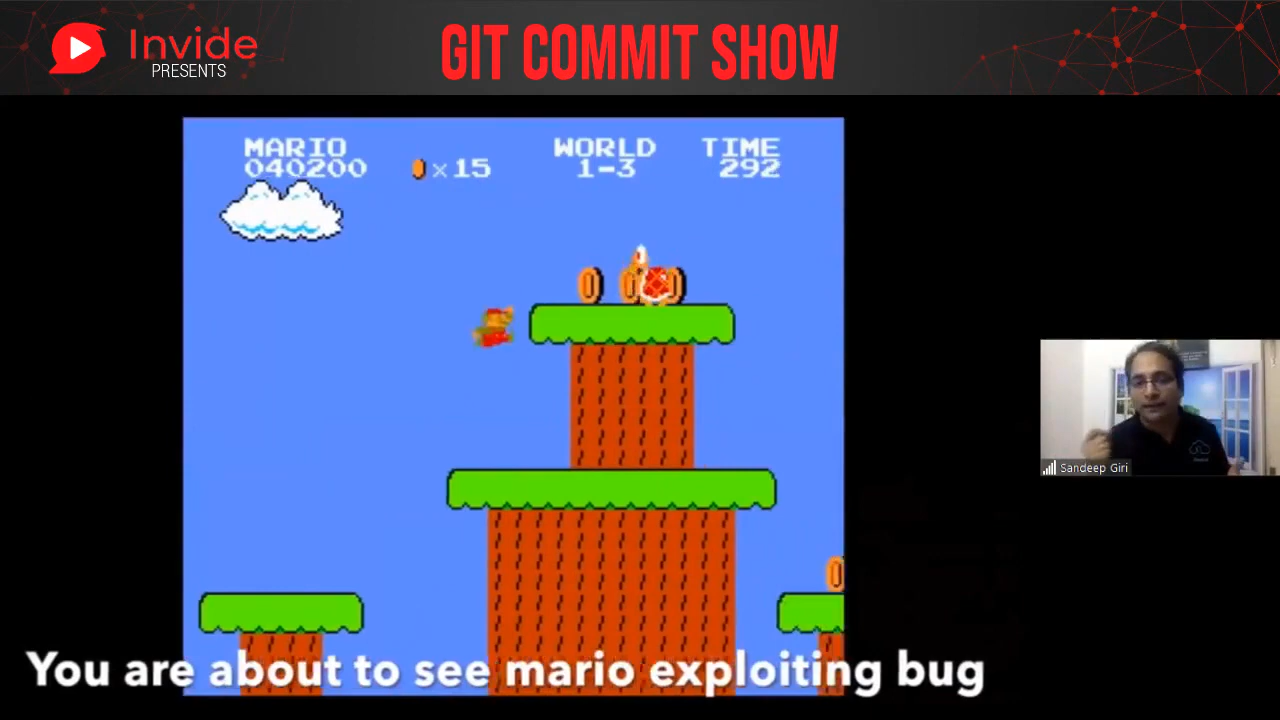 Invide
PRESENTS
GIT COMMIT SHOW
MARIO
040200
×15
WORLD
1-3
TIME
292
Sandeep Giri
You are about to see mario exploiting bug